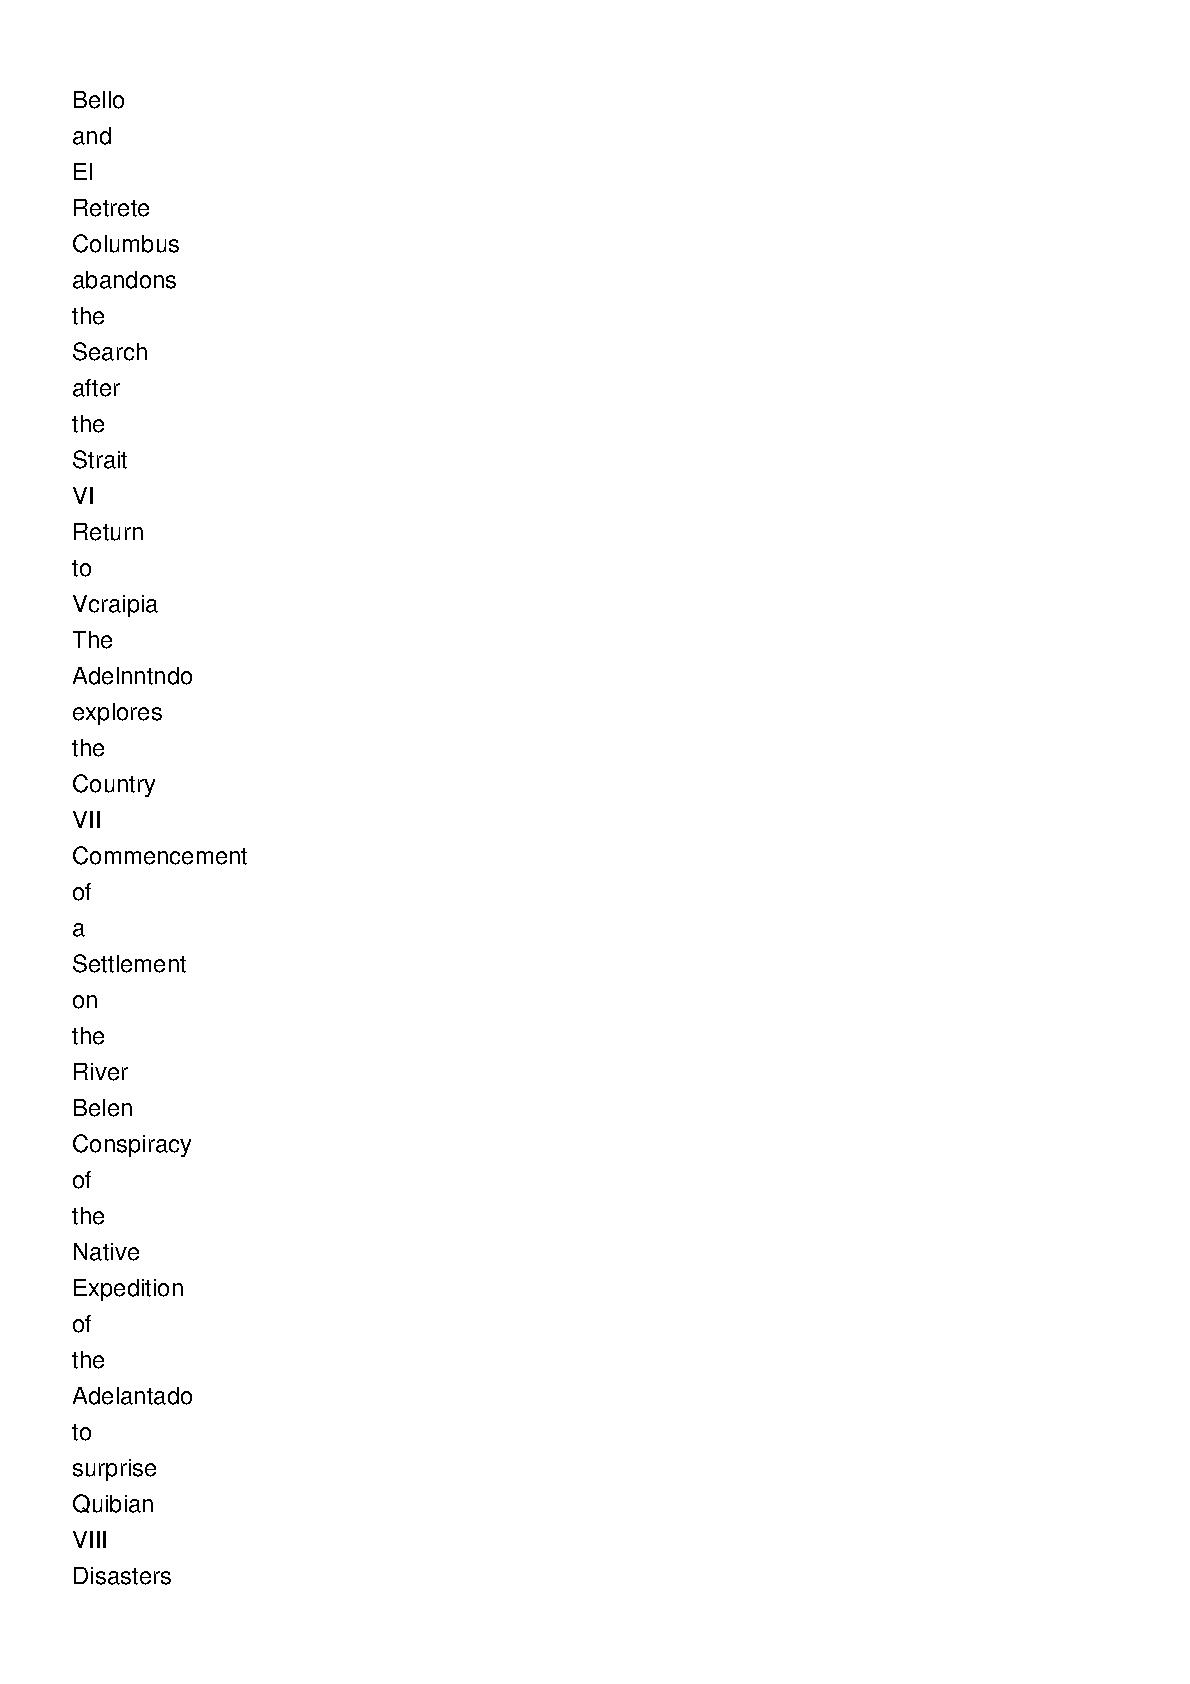 Bello
and
El
Retrete
Columbus
abandons
the
Search
after
the
Strait
VI
Return
to
Vcraipia
The
Adelnntndo
explores
the
Country
VII
Commencement
of
a
Settlement
on
the
River
Belen
Conspiracy
of
the
Native
Expedition
of
the
Adelantado
to
surprise
Quibian
VIII
Disasters